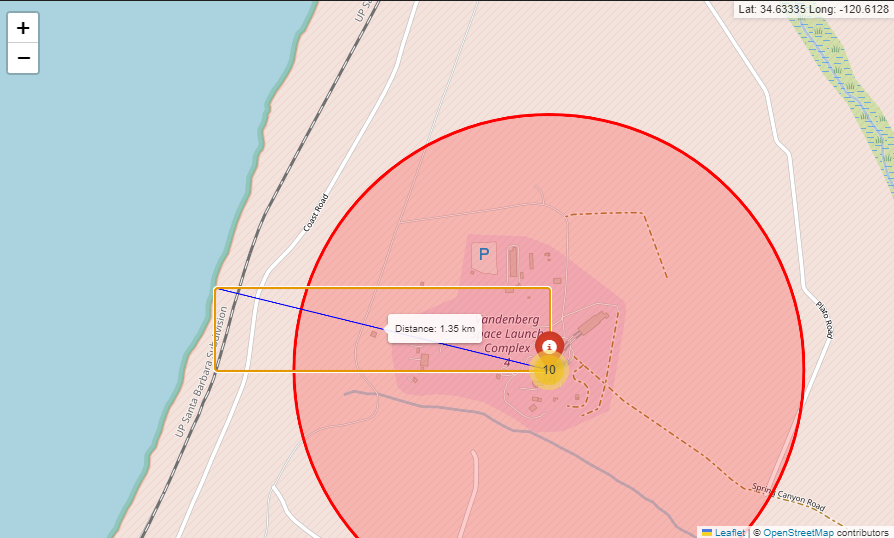 +
−
Lat: 34.63335 Long: -120.6128
UP S
Coast Road
P
Plato Road
UP Santa Barbara Subdivision
Distance: 1.35 km
andenberg
pace Launch
Complex
4
i
10
Spring Canyon Road
Leaflet | © OpenStreetMap contributors